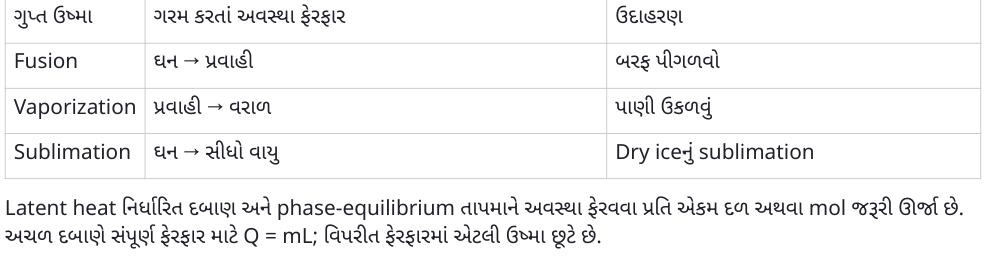 ગુપ્ત ઉષ્મા ગરમ કરતાં અવસ્થા ફેરફાર ઉદાહરણ
Fusion ઘન → પ્રવાહી બરફ પીગળવો
Vaporization પ્રવાહી → વરાળ પાણી ઉકળવું
Sublimation ઘન → સીધો વાયુ Dry iceનું sublimation
Latent heat નિર્ધારિત દબાણ અને phase-equilibrium તાપમાને અવસ્થા ફેરવવા પ્રતિ એકમ દળ અથવા mol જરૂરી ઊર્જા છે.
અચળ દબાણે સંપૂર્ણ ફેરફાર માટે Q = mL; વિપરીત ફેરફારમાં એટલી ઉષ્મા છૂટે છે.